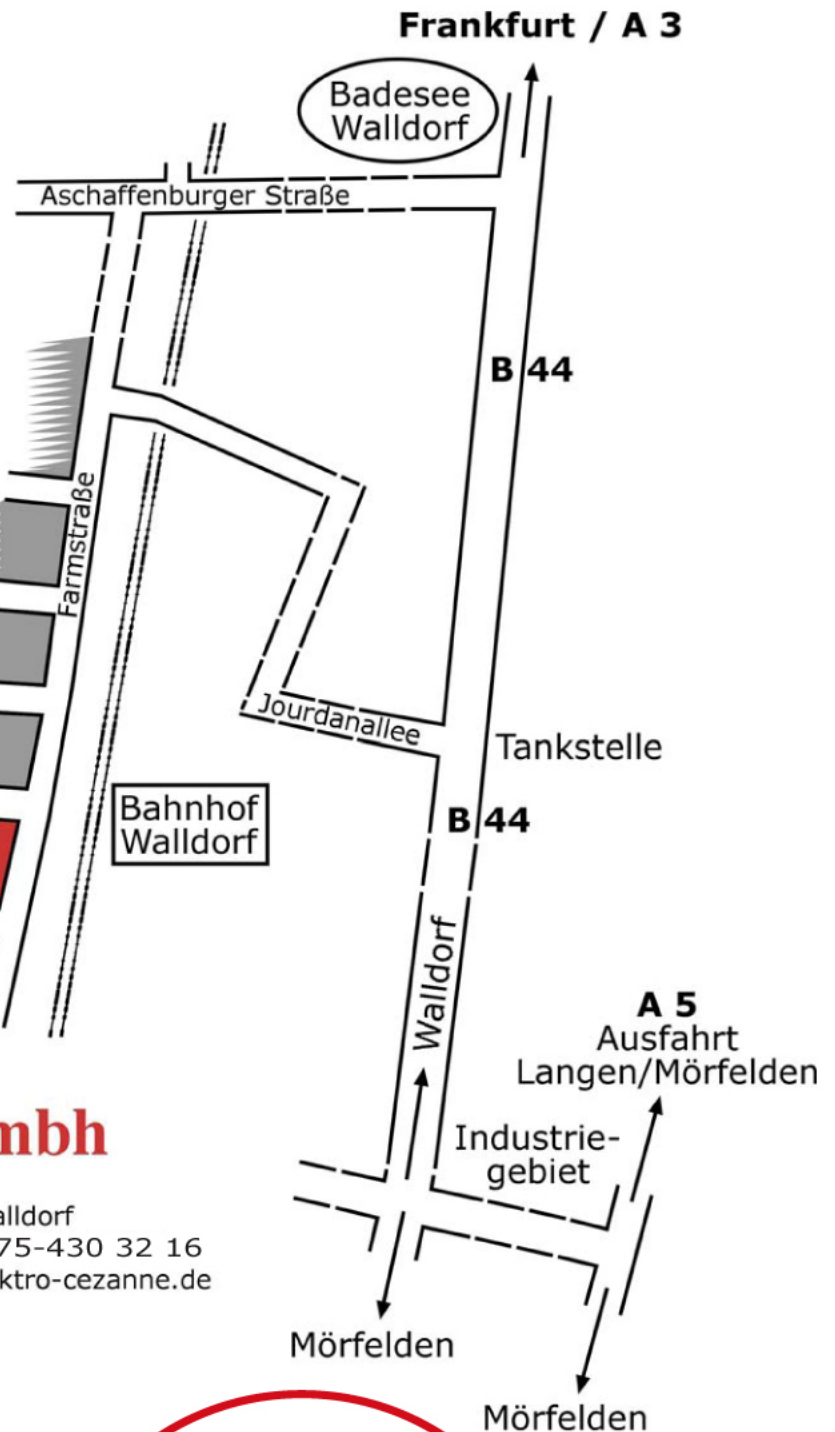 Frankfurt / A 3
Badesee
Walldorf
Aschaffenburger Straße
B 44
Farmstraße
Jourdanallee
Tankstelle
Bahnhof
Walldorf
B 44
Walldorf
A 5
Ausfahrt
Langen/Mörfelden
Industrie-
gebiet
mbh
alldorf
75-430 32 16
ktro-cezanne.de
Mörfelden
Mörfelden